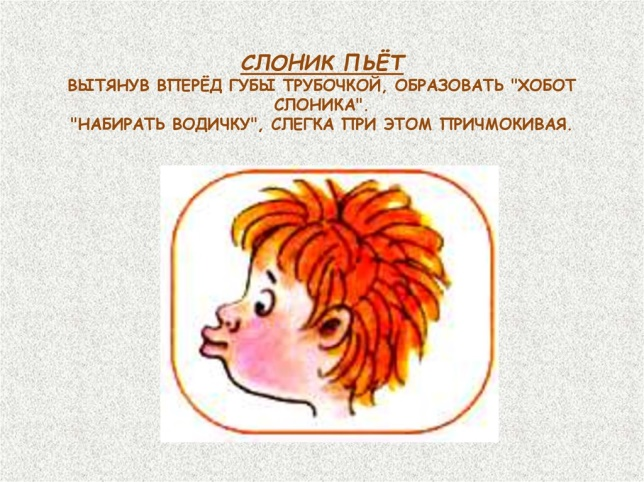 СЛОНИК ПЬЁТ
ВЫТЯНУВ ВПЕРЁД ГУБЫ ТРУБОЧКОЙ, ОБРАЗОВАТЬ "ХОБОТ
СЛОНИКА".
"НАБИРАТЬ ВОДИЧКУ", СЛЕГКА ПРИ ЭТОМ ПРИЧМОКИВАЯ.